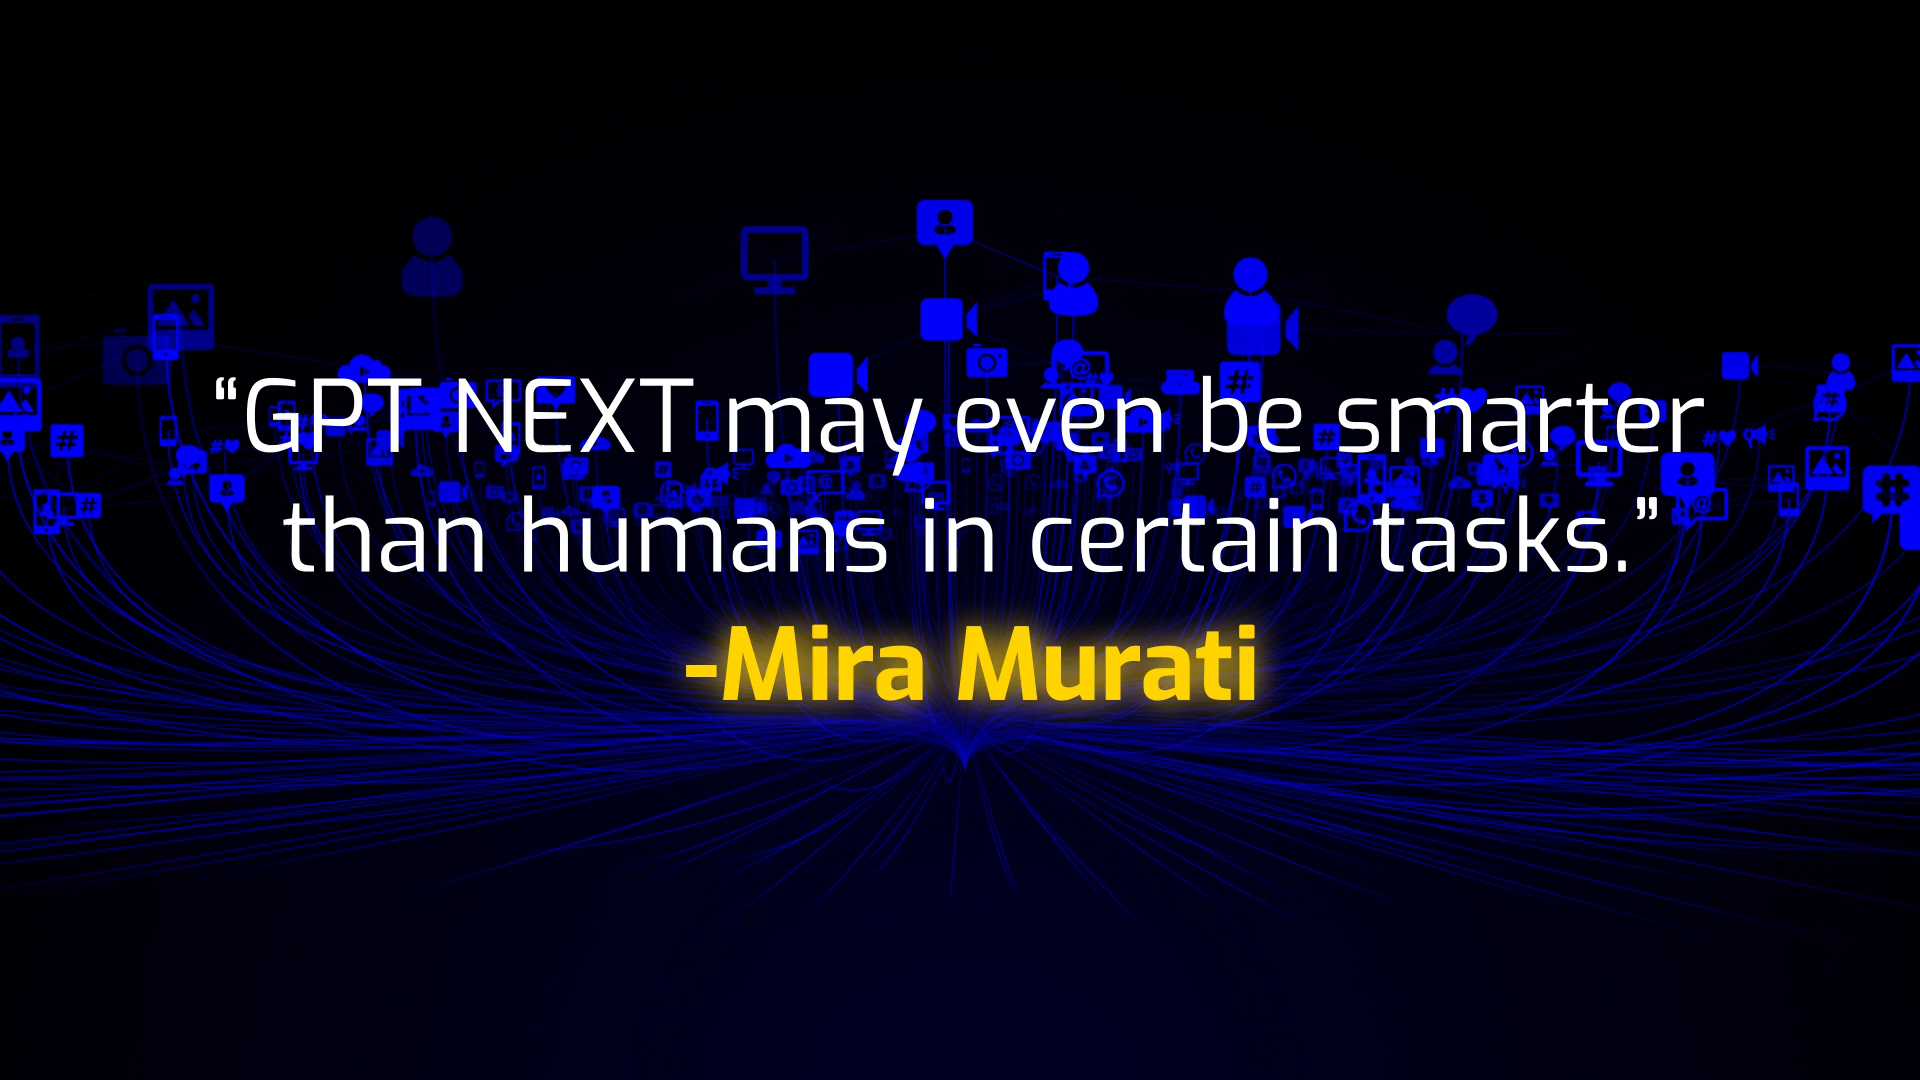 “GPT NEXT may even be smarter
than humans in certain tasks.”
-Mira Murati